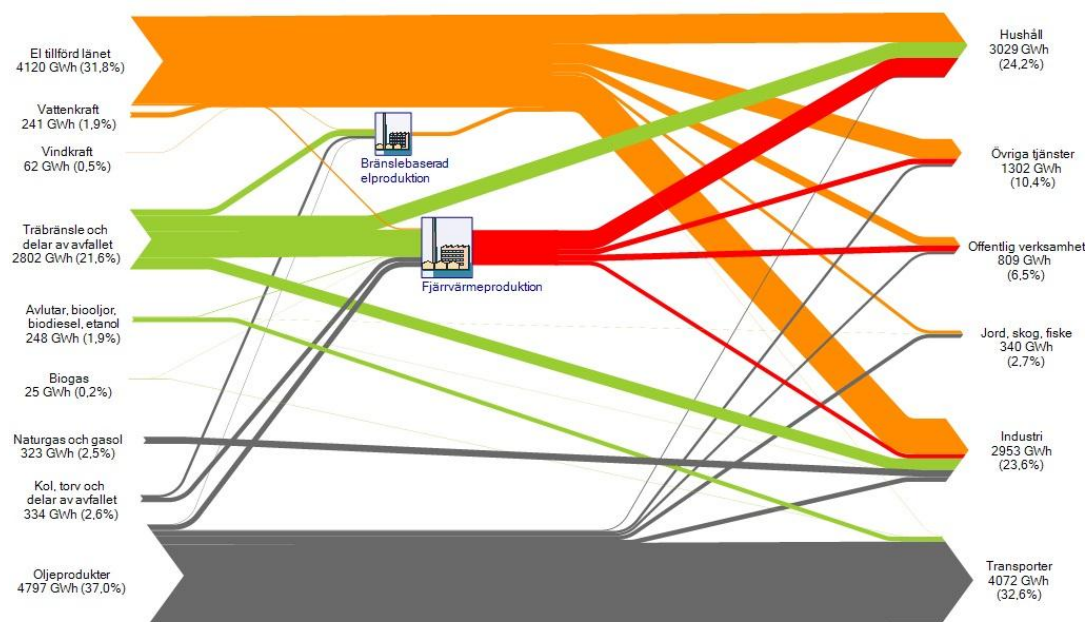 El tillförd länet
4120 GWh (31,8%)
Vattenkraft
241 GWh (1,9%)
Vindkraft
62 GWh (0,5%)
Träbränsle och
delar av avfallet
2802 GWh (21,6%)
Avlutar, biooljor,
biodiesel, etanol
248 GWh (1,9%)
Biogas
25 GWh (0,2%)
Naturgas och gasol
323 GWh (2,5%)
Kol, torv och
delar av avfallet
334 GWh (2,6%)
Oljeprodukter
4797 GWh (37,0%)
Bränslebaserad
elproduktion
Fjärrvärmeproduktion
Hushåll
3029 GWh
(24,2%)
Övriga tjänster
1302 GWh
(10,4%)
Offentlig verksamhet
809 GWh
(6,5%)
Jord, skog, fiske
340 GWh
(2,7%)
Industri
2953 GWh
(23,6%)
Transporter
4072 GWh
(32,6%)